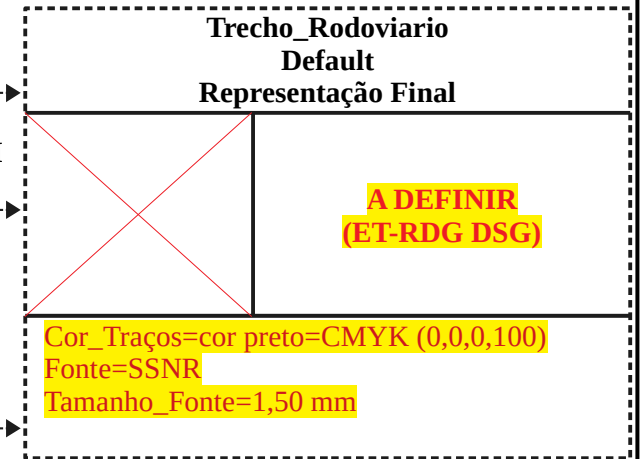 Trecho_Rodoviario
Default
Representação Final
A DEFINIR
(ET-RDG DSG)
Cor_Traços=cor preto=CMYK (0,0,0,100)
Fonte=SSNR
Tamanho_Fonte=1,50 mm